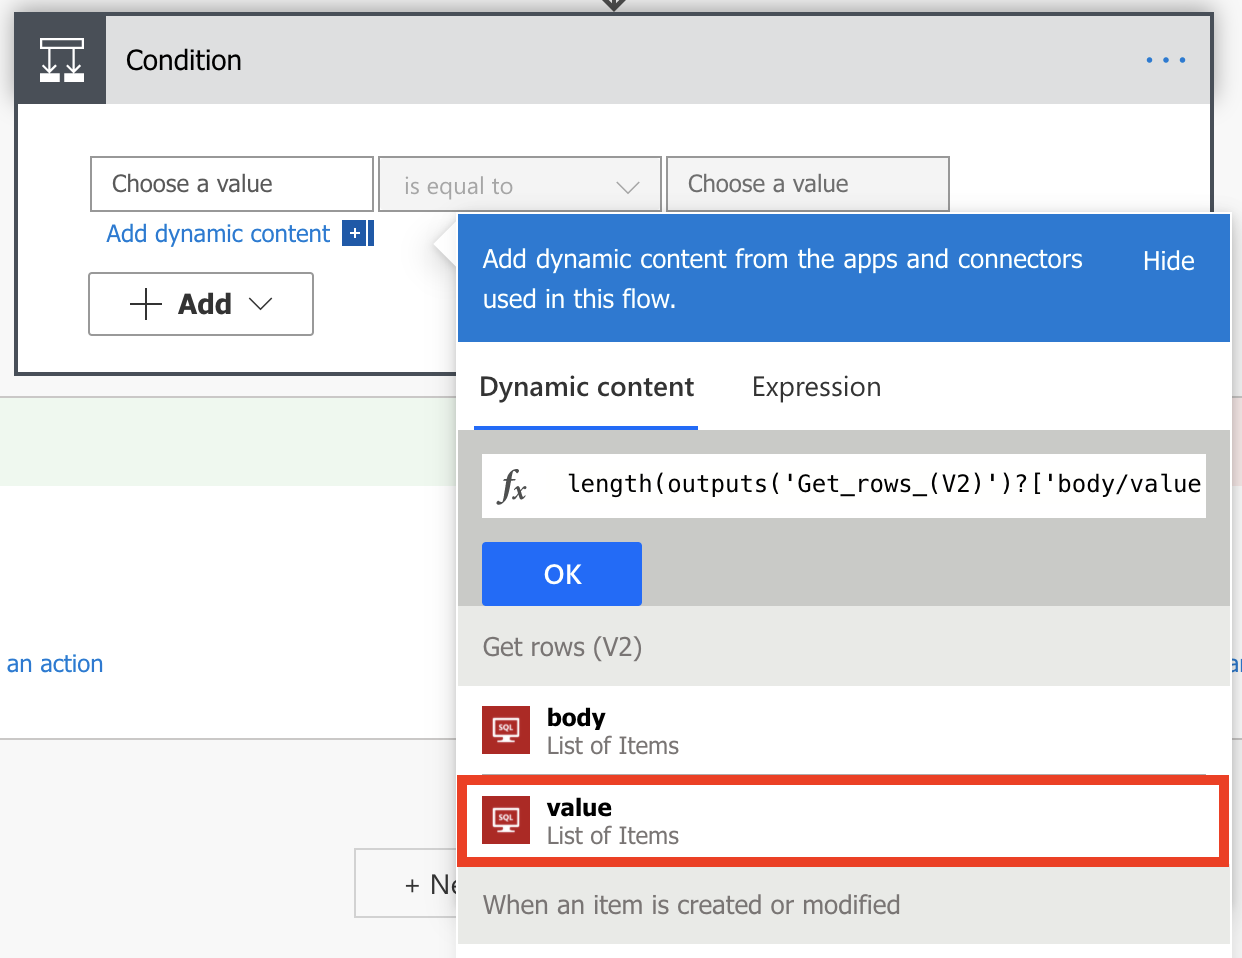 Condition
Choose a value
is equal to
Choose a value
Add dynamic content
Add
Add dynamic content from the apps and connectors
used in this flow.
Hide
Dynamic content
Expression
fx
length(outputs('Get_rows_(V2)')?['body/value
OK
Get rows (V2)
an action
SQL
body
List of Items
SQL
value
List of Items
+
When an item is created or modified